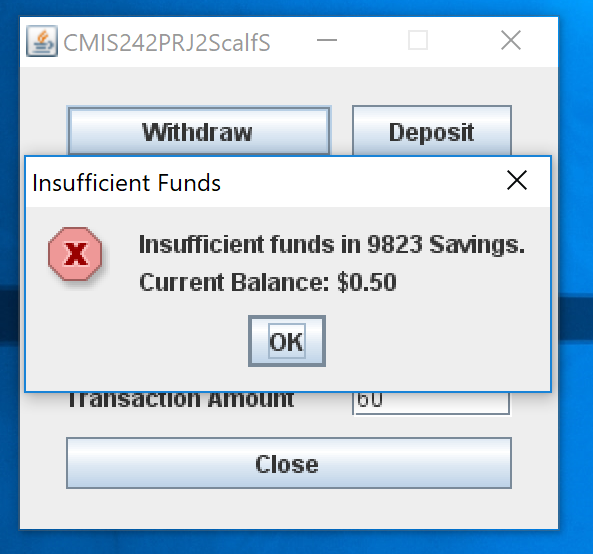 CMIS242PRJ2ScalfS
Withdraw
Deposit
Insufficient Funds
X
Insufficient funds in 9823 Savings.
Current Balance: $0.50
OK
Transaction Amount
60
Close